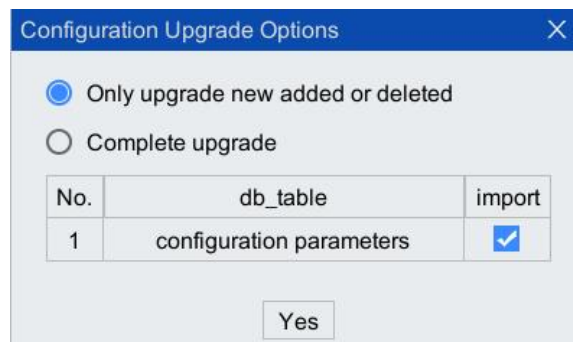 Configuration Upgrade Options
Only upgrade new added or deleted
Complete upgrade
No. db_table import
1 configuration parameters
Yes